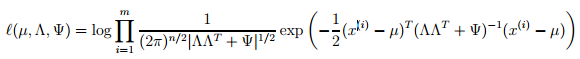 ℓ(μ, Λ, Ψ) = log ∏_{i=1}^{m} 1/((2π)^{n/2}|ΛΛ^T + Ψ|^{1/2}) exp(−1/2 (x^{(i)} − μ)^T(ΛΛ^T + Ψ)^{−1}(x^{(i)} − μ))